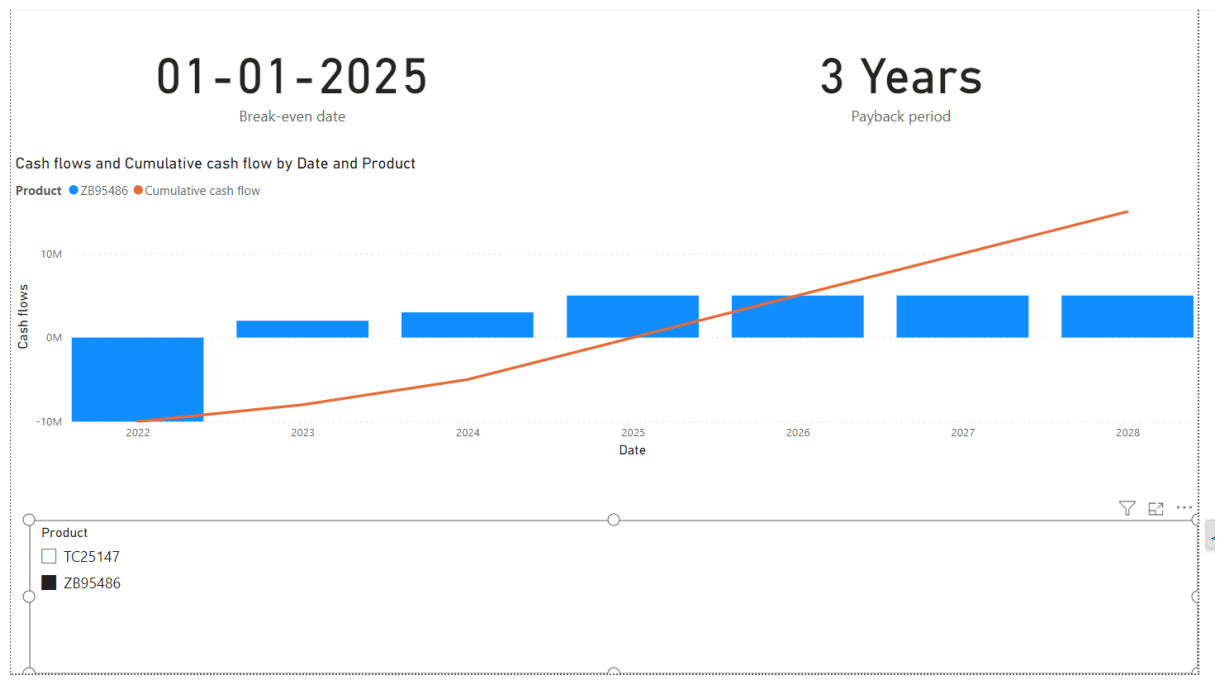 01-01-2025
Break-even date
3 Years
Payback period
Cash flows and Cumulative cash flow by Date and Product
Product ZB95486 Cumulative cash flow
Cash flows
10M
0M
-10M
2022 2023 2024 2025 2026 2027 2028
Date
Product
TC25147
ZB95486